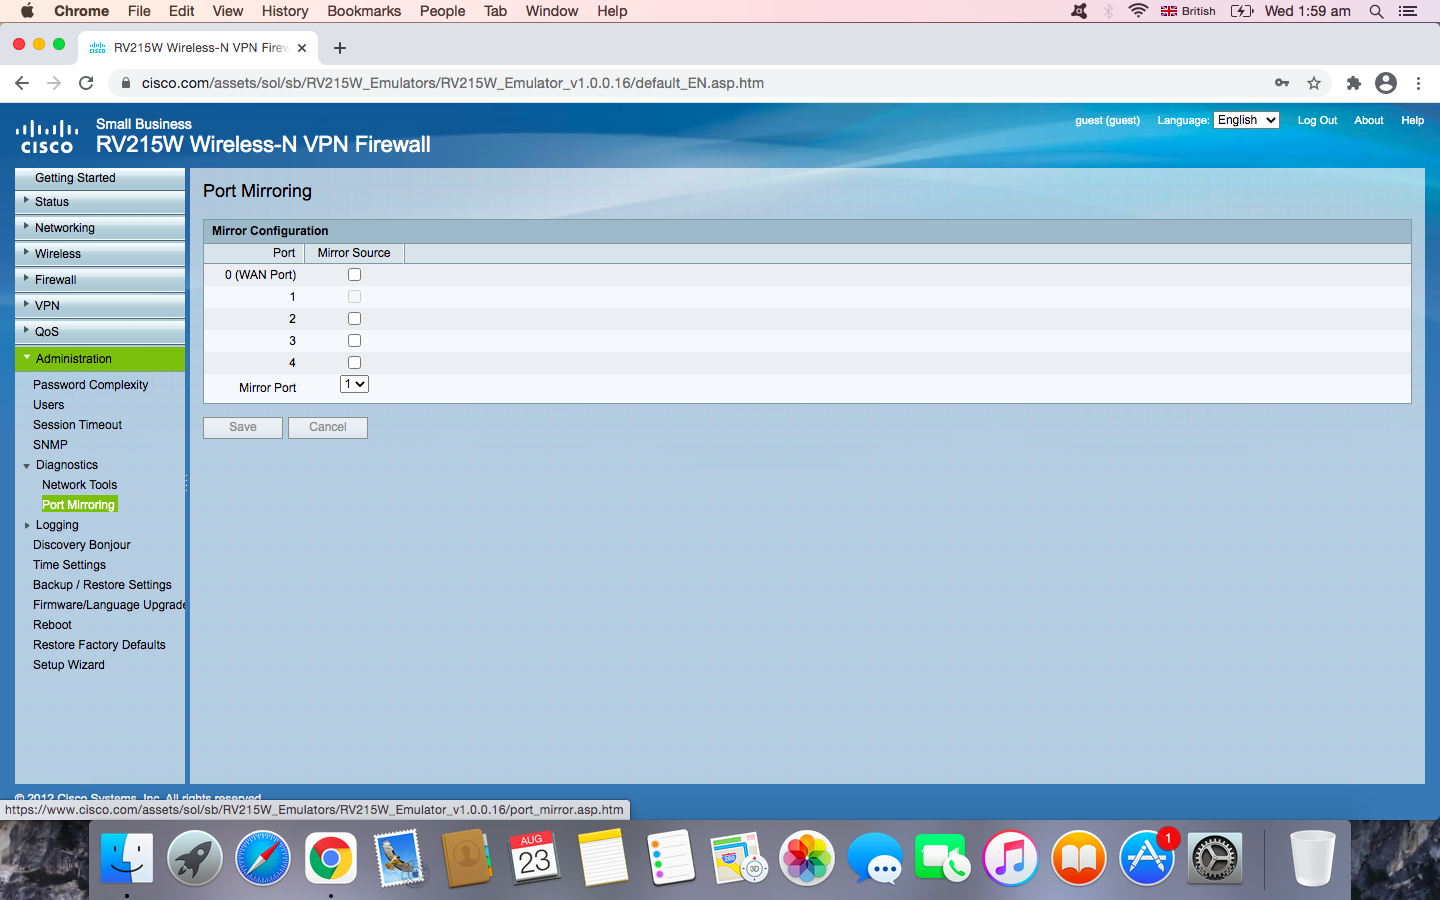 Chrome File Edit View History Bookmarks People Tab Window Help British Wed 1:59 am
RV215W Wireless-N VPN Firew
cisco.com/assets/sol/sb/RV215W_Emulators/RV215W_Emulator_v1.0.0.16/default_EN.asp.htm
Small Business
cisco RV215W Wireless-N VPN Firewall
guest (guest) Language: English Log Out About Help
Getting Started
Status
Networking
Wireless
Firewall
VPN
QoS
Administration
Password Complexity
Users
Session Timeout
SNMP
Diagnostics
Network Tools
Port Mirroring
Logging
Discovery Bonjour
Time Settings
Backup / Restore Settings
Firmware/Language Upgrade
Reboot
Restore Factory Defaults
Setup Wizard
Port Mirroring
Mirror Configuration
Port Mirror Source
0 (WAN Port)
1
2
3
4
Mirror Port 1
Save Cancel
© 2012 Cisco Systems, Inc. All rights reserved.
https://www.cisco.com/assets/sol/sb/RV215W_Emulators/RV215W_Emulator_v1.0.0.16/port_mirror.asp.htm
AUG
23
280
3D
1